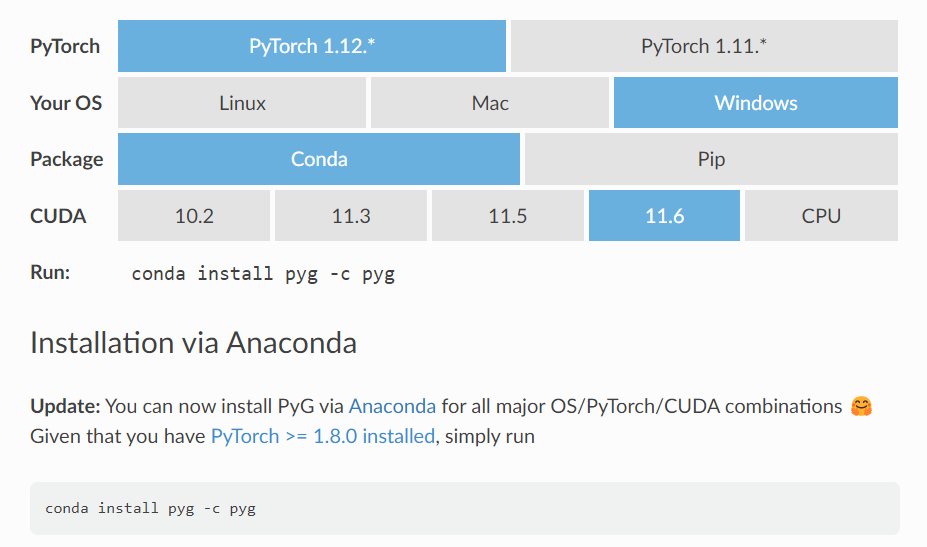 PyTorch PyTorch 1.12.* PyTorch 1.11.*
Your OS Linux Mac Windows
Package Conda Pip
CUDA 10.2 11.3 11.5 11.6 CPU
Run: conda install pyg -c pyg
Installation via Anaconda
Update: You can now install PyG via Anaconda for all major OS/PyTorch/CUDA combinations 🤗
Given that you have PyTorch >= 1.8.0 installed, simply run
conda install pyg -c pyg